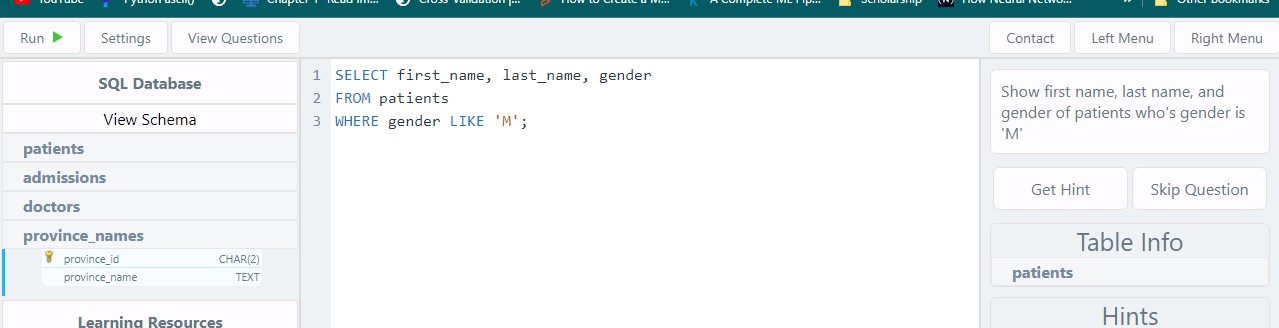 YouTube Python ascii() Chapter 4 Cross-Validation |... How to Create a M... A Complete ML Pip... Scholarship How Neural Netwo... » Other bookmarks
Run Settings View Questions Contact Left Menu Right Menu
SQL Database
View Schema
patients
admissions
doctors
province_names
province_id CHAR(2)
province_name TEXT
Learning Resources
1 SELECT first_name, last_name, gender
2 FROM patients
3 WHERE gender LIKE 'M';
Show first name, last name, and
gender of patients who's gender is
'M'
Get Hint Skip Question
Table Info
patients
Hints